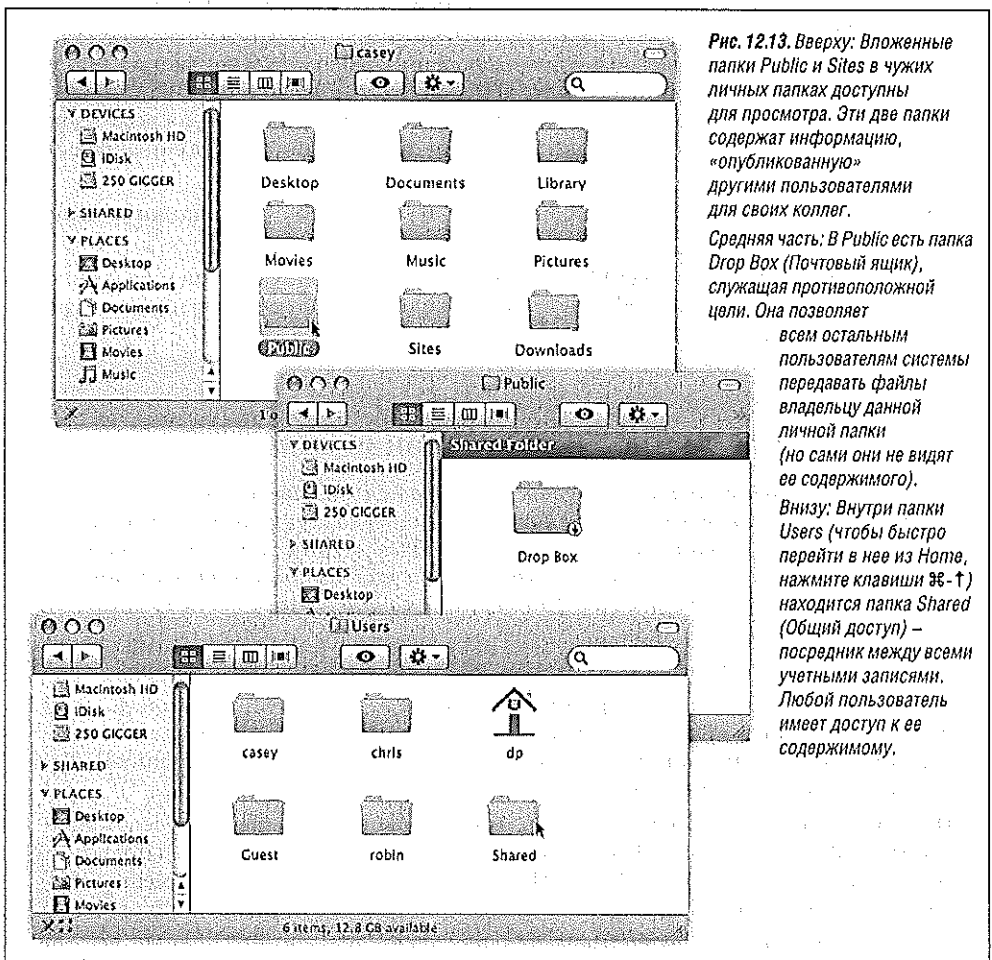 casey
DEVICES
Macintosh HD
iDisk
250 GIGGER
SHARED
PLACES
Desktop
Applications
Documents
Pictures
Movies
Music
Desktop
Documents
Library
Movies
Music
Pictures
Public
Sites
Downloads
Public
DEVICES
Macintosh HD
iDisk
250 GIGGER
SHARED
PLACES
Desktop
Shared Folder
Drop Box
Users
Macintosh HD
iDisk
250 GIGGER
SHARED
PLACES
Desktop
Applications
Documents
Pictures
Movies
casey
chris
dp
Guest
robin
Shared
6 items, 12.8 GB available
Рис. 12.13. Вверху: Вложенные
папки Public и Sites в чужих
личных папках доступны
для просмотра. Эти две папки
содержат информацию,
«опубликованную»
другими пользователями
для своих коллег.
Средняя часть: В Public есть папка
Drop Box (Почтовый ящик),
служащая противоположной
цели. Она позволяет
всем остальным
пользователям системы
передавать файлы
владельцу данной
личной папки
(но сами они не видят
ее содержимого).
Внизу: Внутри папки
Users (чтобы быстро
перейти в нее из Home,
нажмите клавиши ⌘-↑)
находится папка Shared
(Общий доступ) –
посредник между всеми
учетными записями.
Любой пользователь
имеет доступ к ее
содержимому.